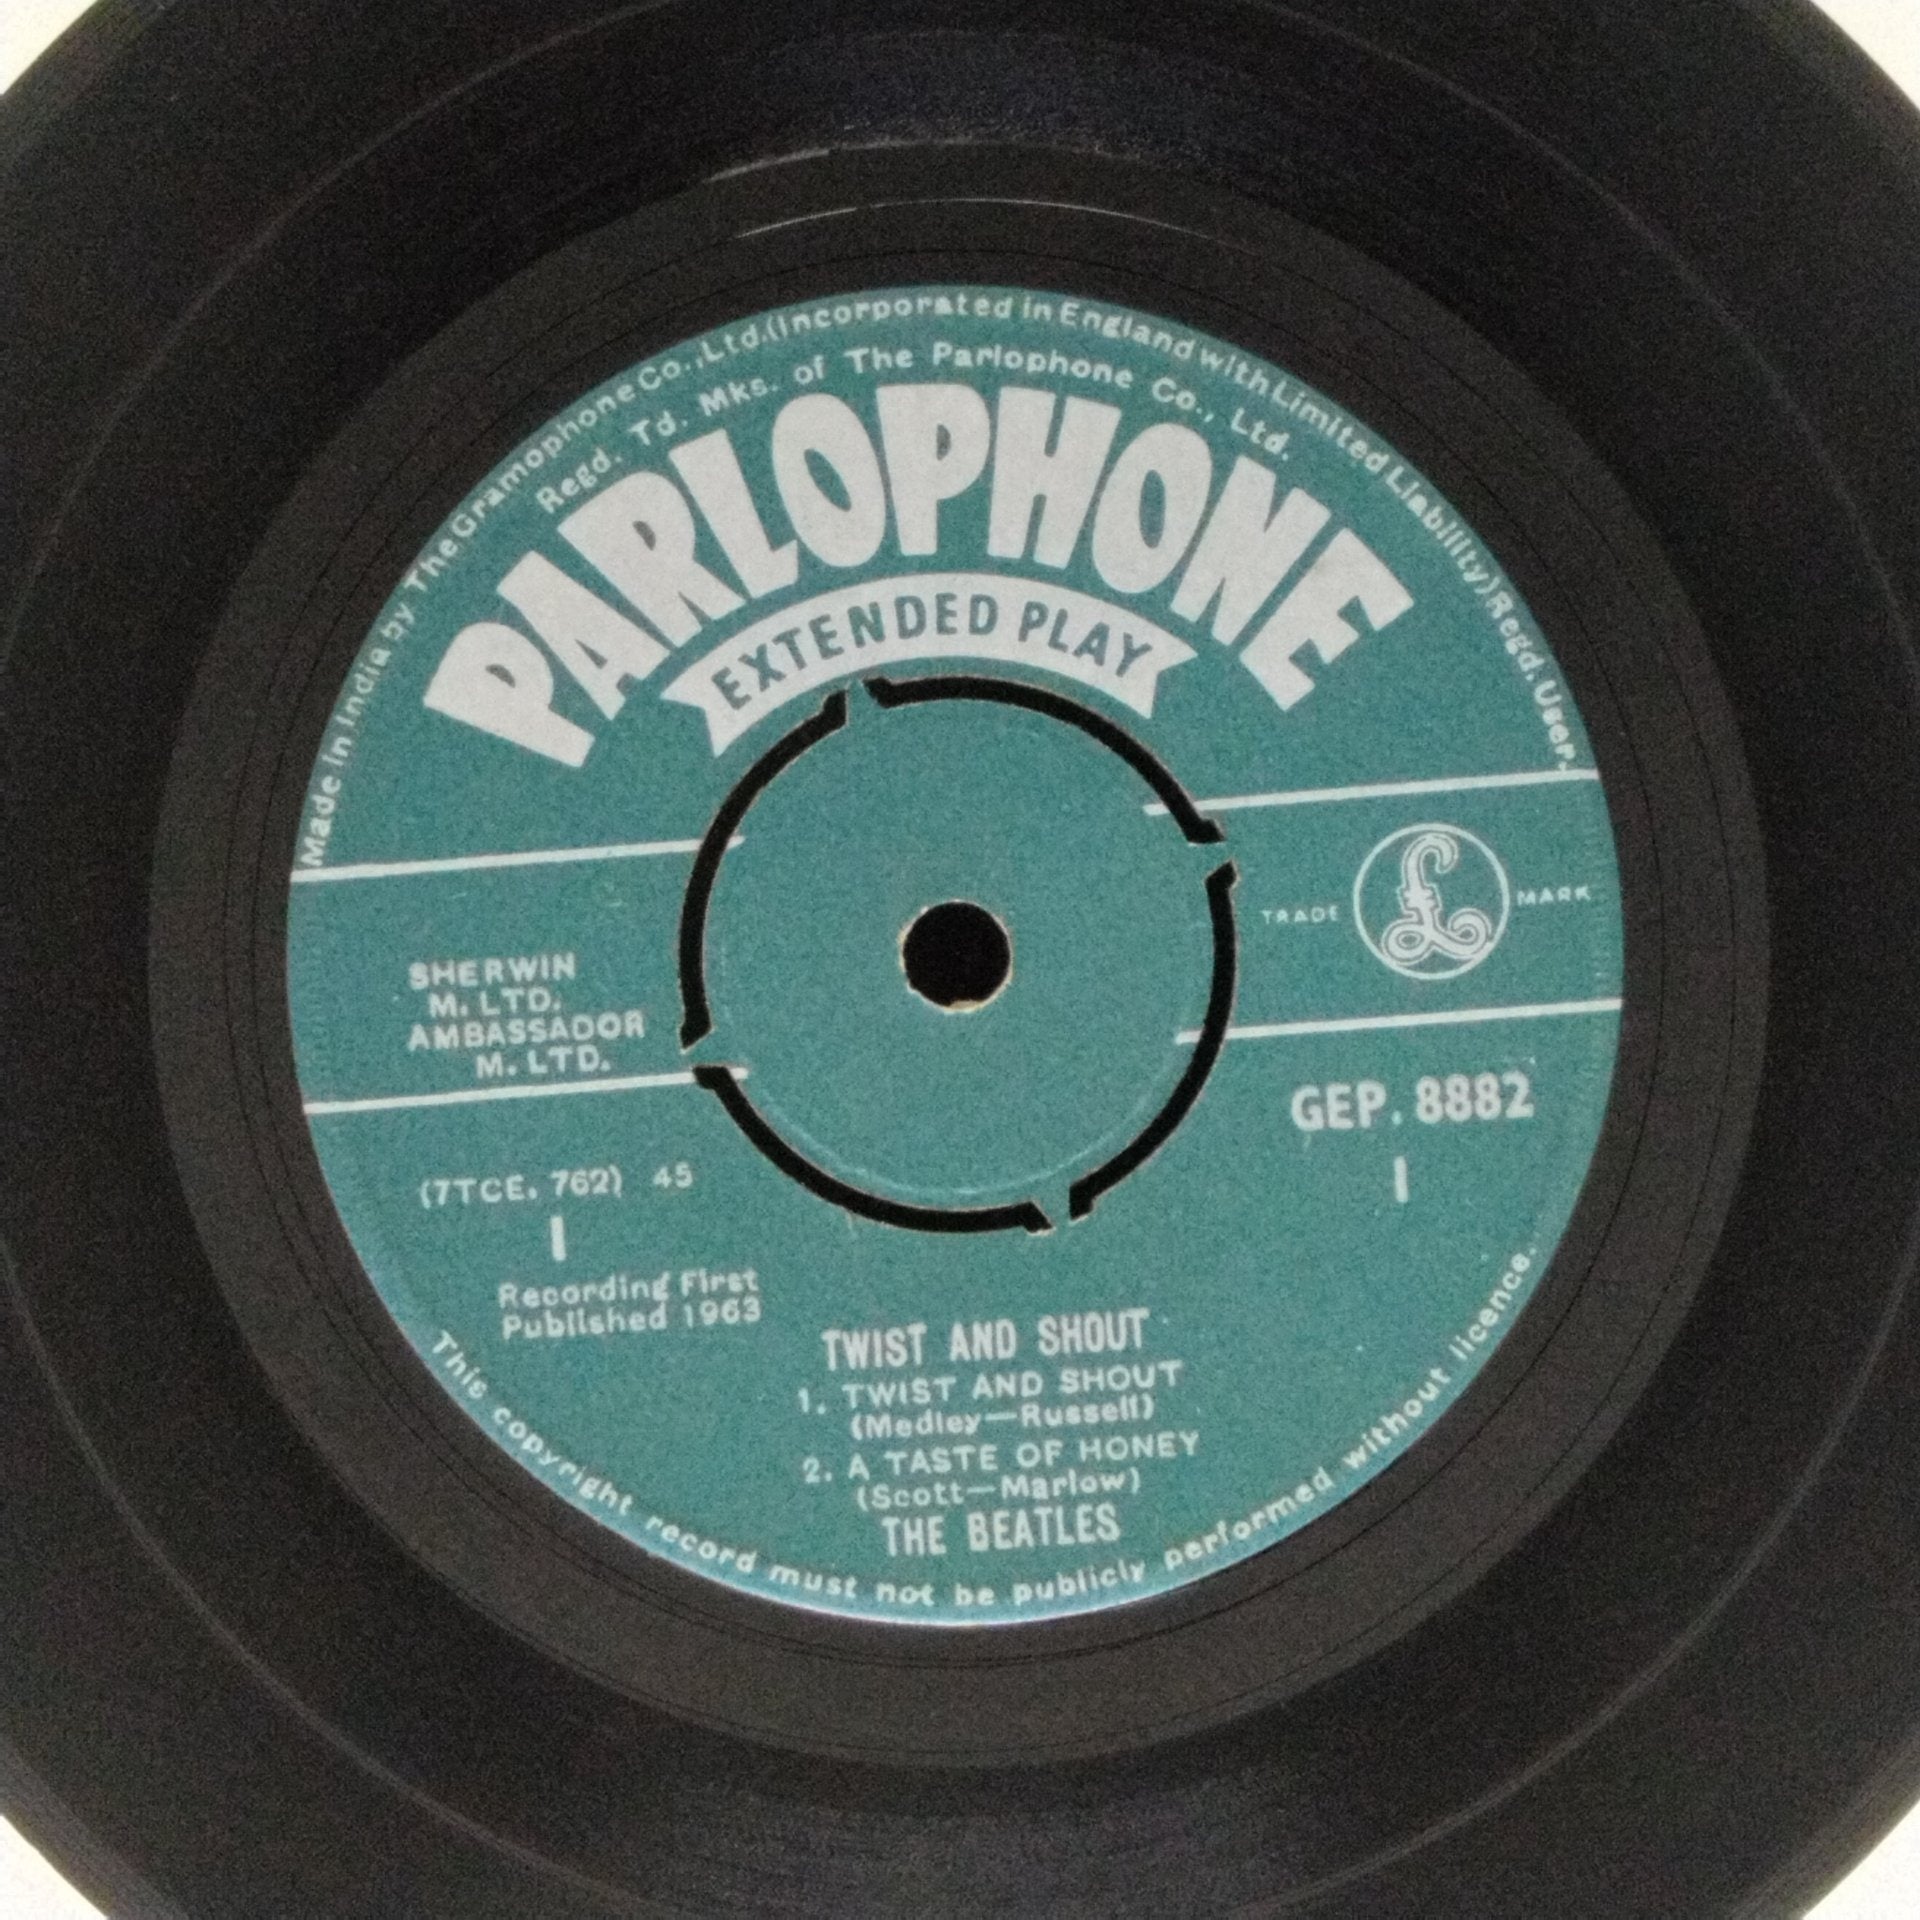 Made in India by The Gramophone Co., Ltd. (Incorporated in England with Limited Liability) Regd. User.
Regd. Td. Mks. of The Parlophone Co., Ltd.
PARLOPHONE
EXTENDED PLAY
TRADE £ MARK
SHERWIN
M. LTD.
AMBASSADOR
M. LTD.
GEP. 8882
1
(7TCE. 762) 45
1
Recording First
Published 1963
TWIST AND SHOUT
1. TWIST AND SHOUT
(Medley—Russell)
2. A TASTE OF HONEY
(Scott—Marlow)
THE BEATLES
This copyright record must not be publicly performed without licence.